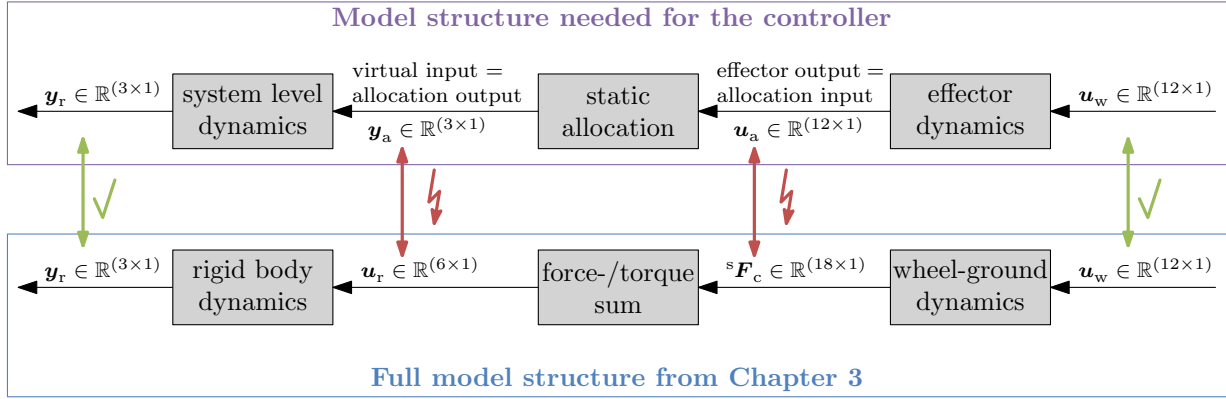 Model structure needed for the controller
y_r ∈ ℝ^(3×1)
system level
dynamics
virtual input =
allocation output
y_a ∈ ℝ^(3×1)
static
allocation
effector output =
allocation input
u_a ∈ ℝ^(12×1)
effector
dynamics
u_w ∈ ℝ^(12×1)
y_r ∈ ℝ^(3×1)
rigid body
dynamics
u_r ∈ ℝ^(6×1)
force-/torque
sum
^sF_c ∈ ℝ^(18×1)
wheel-ground
dynamics
u_w ∈ ℝ^(12×1)
Full model structure from Chapter 3